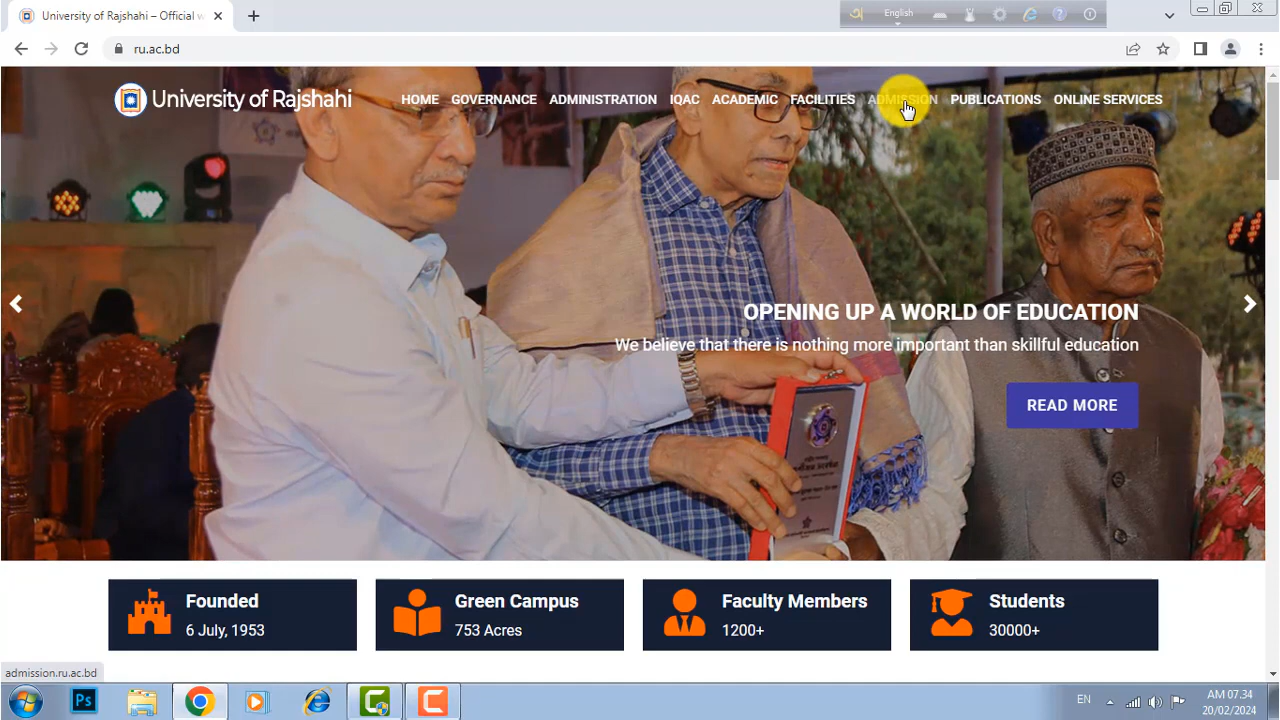 University of Rajshahi – Official w
English
ru.ac.bd
University of Rajshahi
HOME GOVERNANCE ADMINISTRATION IQAC ACADEMIC FACILITIES ADMISSION PUBLICATIONS ONLINE SERVICES
OPENING UP A WORLD OF EDUCATION
We believe that there is nothing more important than skillful education
READ MORE
Founded
6 July, 1953
Green Campus
753 Acres
Faculty Members
1200+
Students
30000+
admission.ru.ac.bd
Ps
EN
AM 07.34
20/02/2024